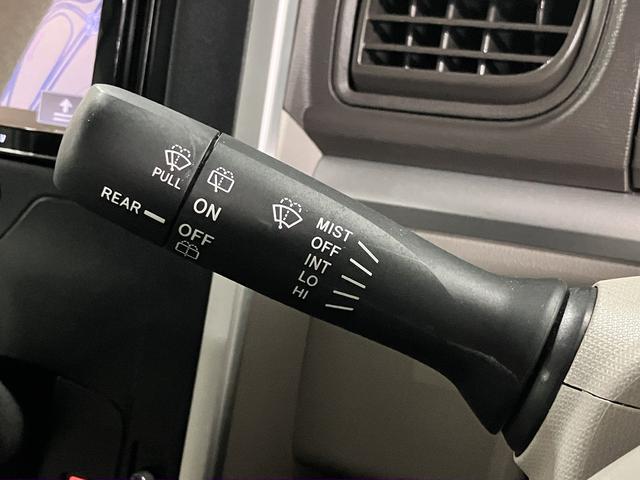 PULL
REAR
ON
OFF
MIST
OFF
INT
LO
HI